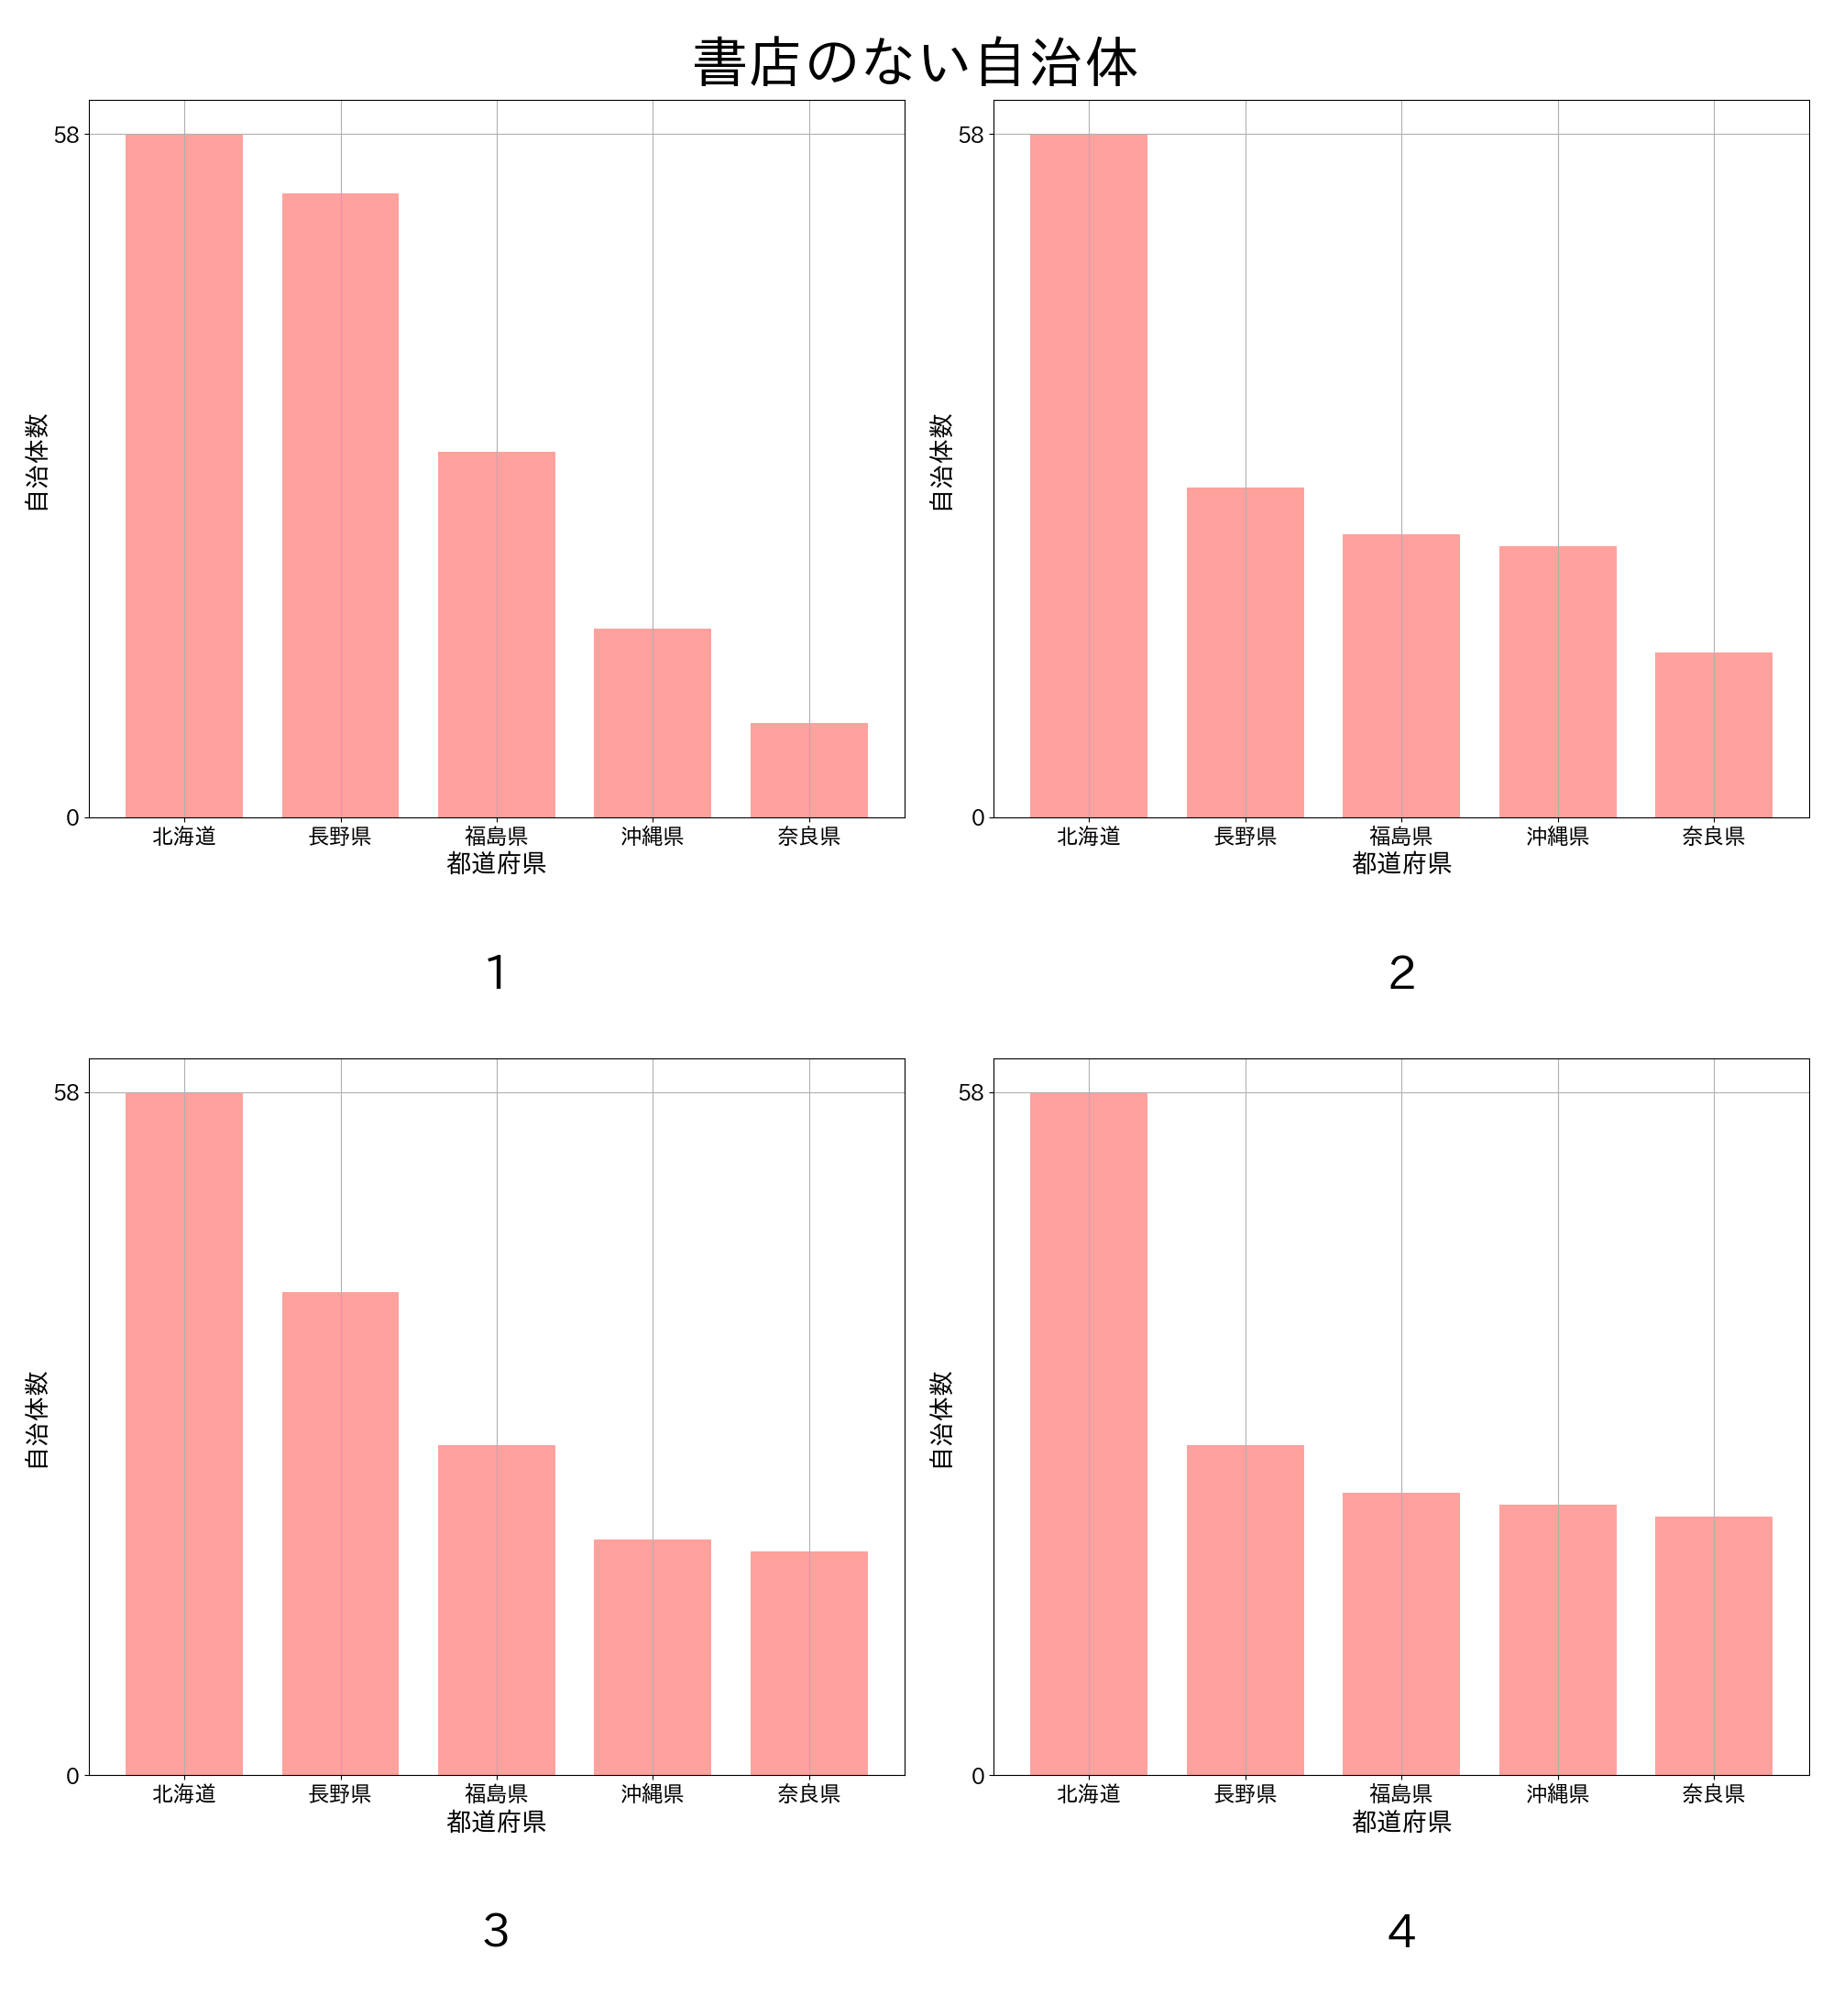 書店のない自治体
58
0
自治体数
北海道 長野県 福島県 沖縄県 奈良県
都道府県
1
58
0
自治体数
北海道 長野県 福島県 沖縄県 奈良県
都道府県
2
58
0
自治体数
北海道 長野県 福島県 沖縄県 奈良県
都道府県
3
58
0
自治体数
北海道 長野県 福島県 沖縄県 奈良県
都道府県
4